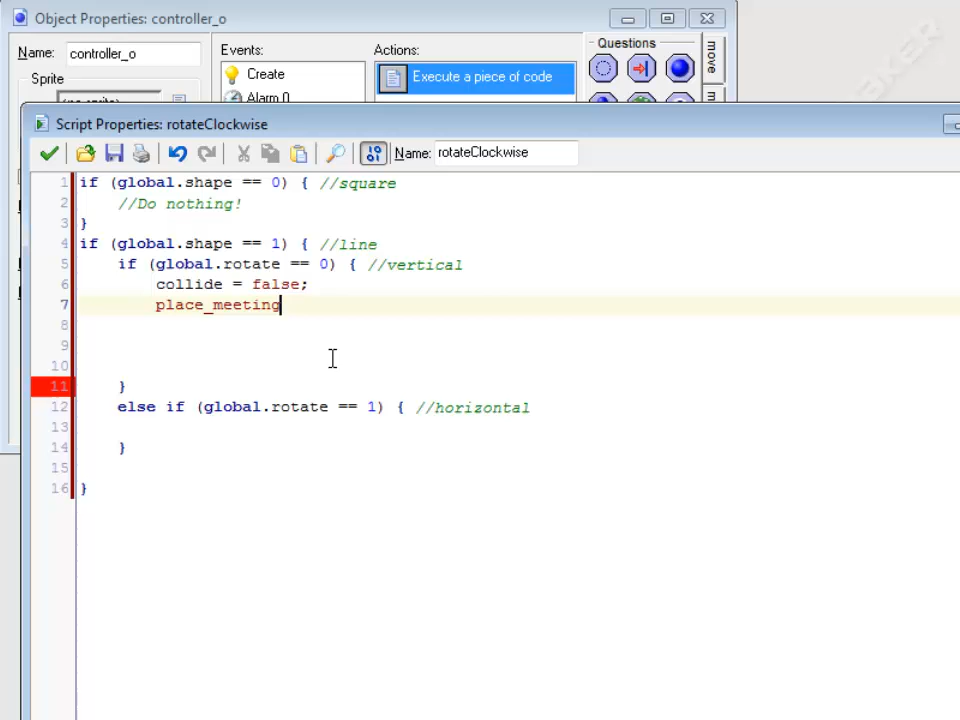 Object Properties: controller_o
Name: controller_o
Events:
Actions:
Questions
move
Sprite
Create
Alarm 0
Execute a piece of code
Script Properties: rotateClockwise
Name: rotateClockwise
1 if (global.shape == 0) { //square
2 //Do nothing!
3 }
4 if (global.shape == 1) { //line
5 if (global.rotate == 0) { //vertical
6 collide = false;
7 place_meeting
8
9
10
11 }
12 else if (global.rotate == 1) { //horizontal
13
14 }
15
16 }